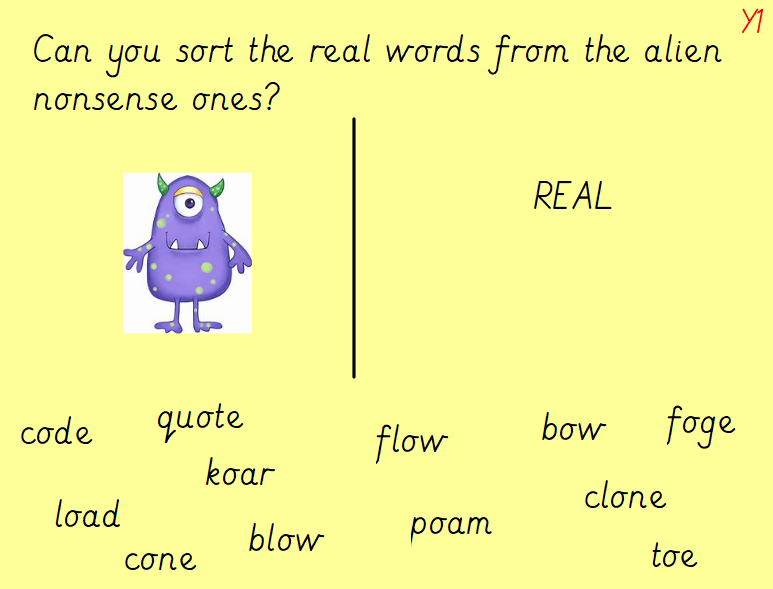 Y1
Can you sort the real words from the alien
nonsense ones?
REAL
code
quote
flow
bow
foge
koar
clone
load
blow
poam
cone
toe